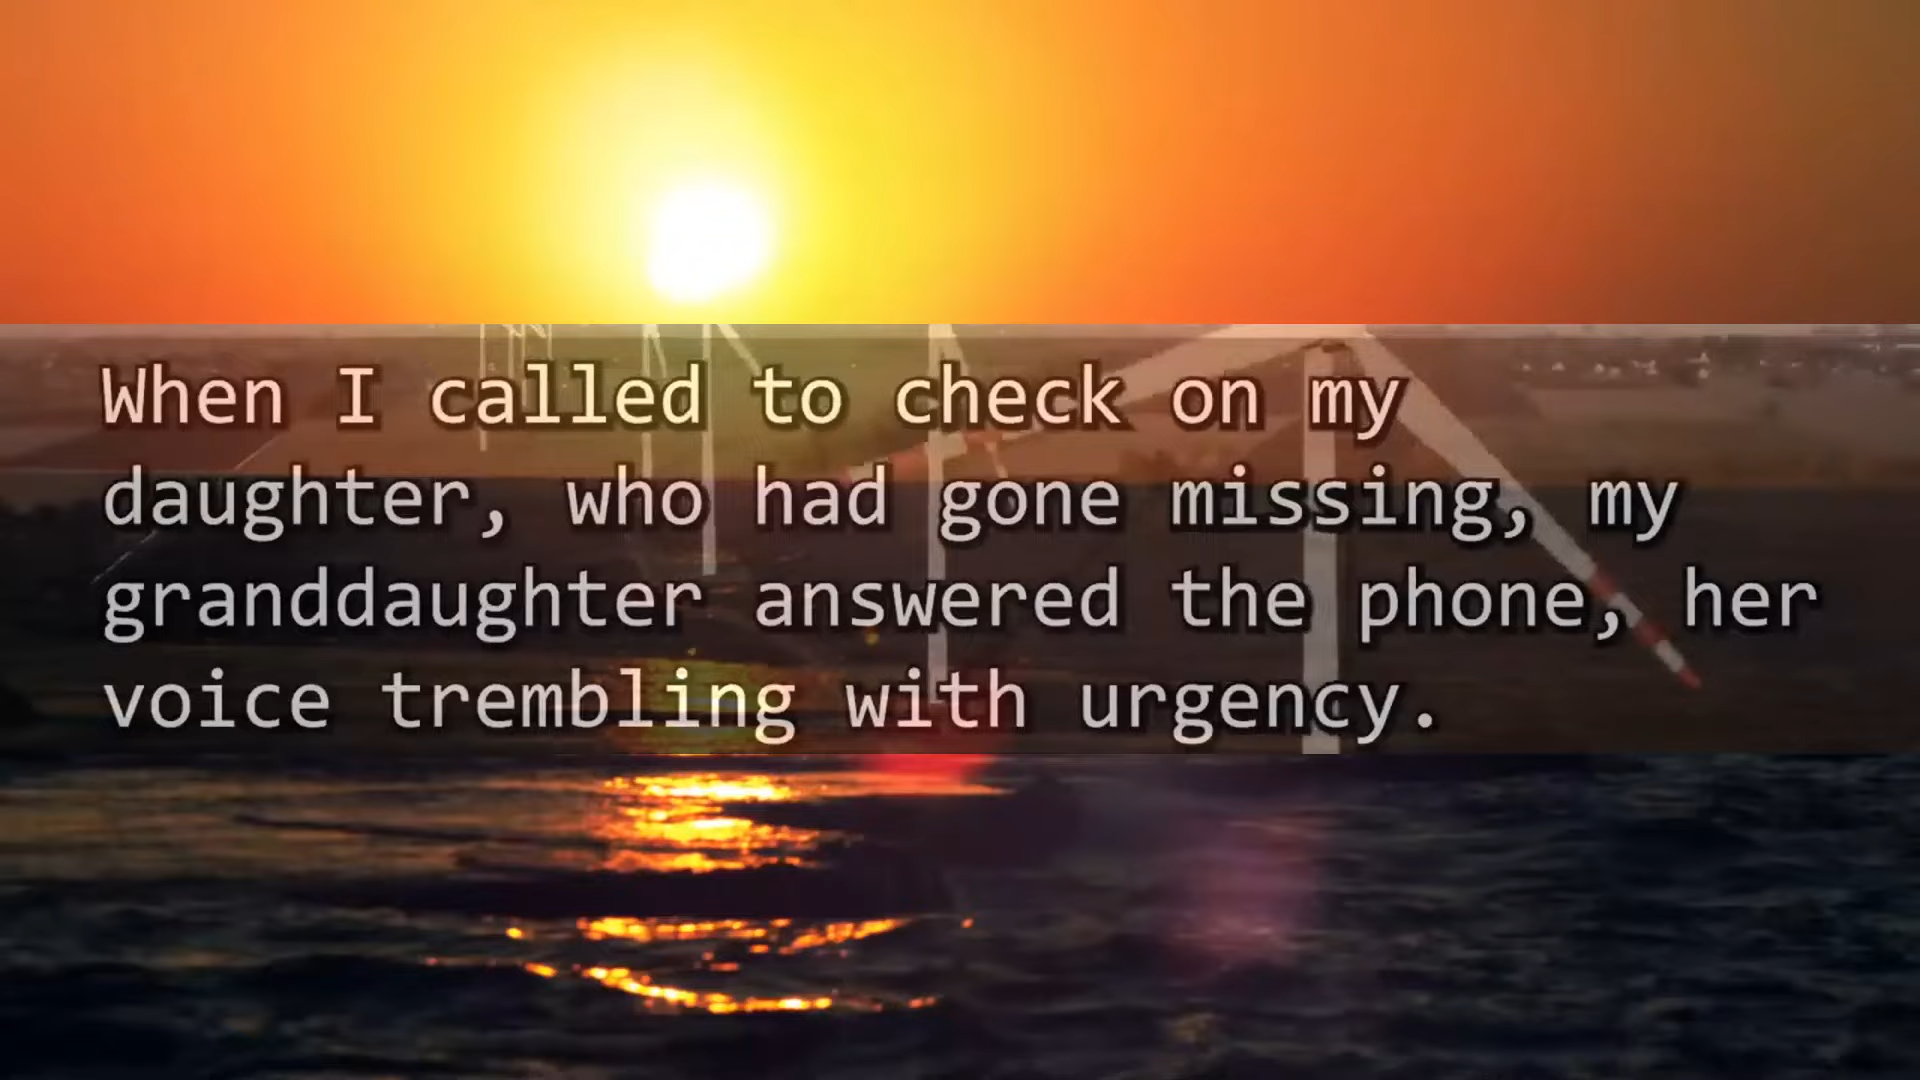 When I called to check on my
daughter, who had gone missing, my
granddaughter answered the phone, her
voice trembling with urgency.